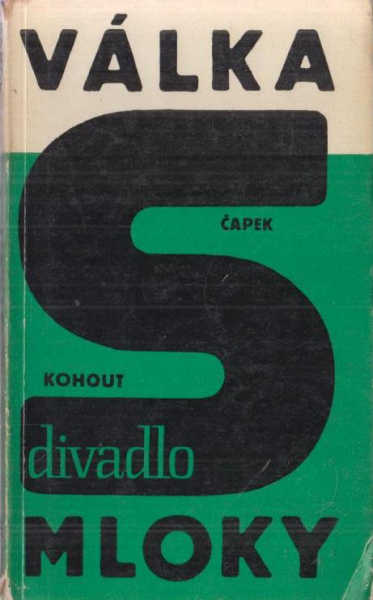 VÁLKA
S
ČAPEK
KOHOUT
divadlo
MLOKY